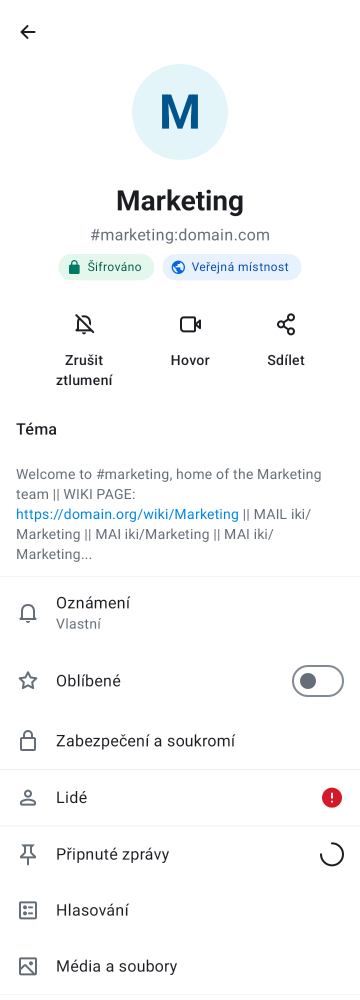 M
Marketing
#marketing:domain.com
Šifrováno
Veřejná místnost
Zrušit
ztlumení
Hovor
Sdílet
Téma
Welcome to #marketing, home of the Marketing
team || WIKI PAGE:
https://domain.org/wiki/Marketing || MAIL iki/
Marketing || MAI iki/Marketing || MAI iki/
Marketing...
Oznámení
Vlastní
Oblíbené
Zabezpečení a soukromí
Lidé
Připnuté zprávy
Hlasování
Média a soubory